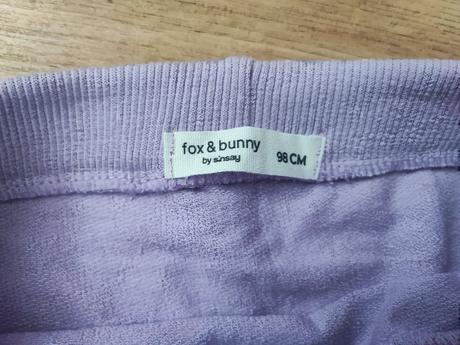 fox & bunny
by sinsay
98 CM